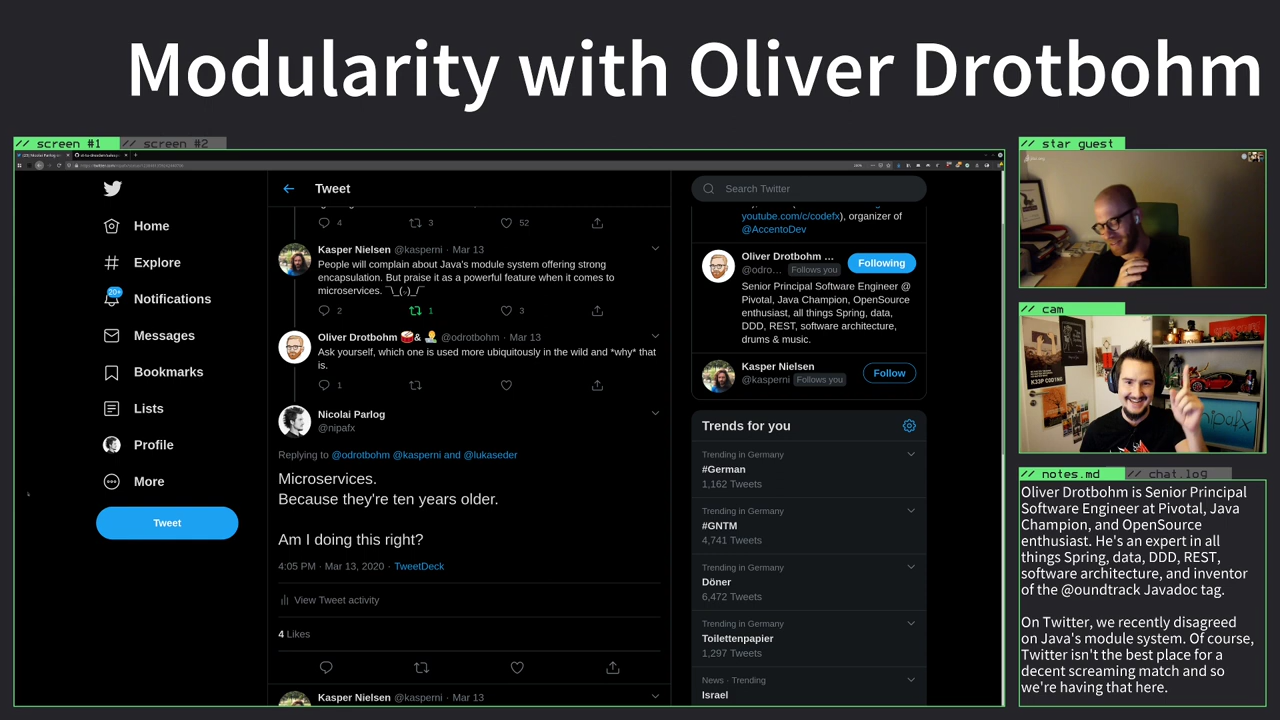 Modularity with Oliver Drotbohm
// screen #1
// screen #2
Home
Explore
20+
Notifications
Messages
Bookmarks
Lists
Profile
More
Tweet
Tweet
4 3 52
Kasper Nielsen @kasperni · Mar 13
People will complain about Java's module system offering strong
encapsulation. But praise it as a powerful feature when it comes to
microservices.
2 1 3
Oliver Drotbohm 🥁& @odrotbohm · Mar 13
Ask yourself, which one is used more ubiquitously in the wild and *why* that
is.
1
Nicolai Parlog
@nipafx
Replying to @odrotbohm @kasperni and @lukaseder
Microservices.
Because they're ten years older.
Am I doing this right?
4:05 PM · Mar 13, 2020 · TweetDeck
View Tweet activity
4 Likes
Kasper Nielsen @kasperni · Mar 13
Search Twitter
youtube.com/c/codefx), organizer of
@AccentoDev
Oliver Drotbohm ...
@odro... Follows you
Following
Senior Principal Software Engineer @
Pivotal, Java Champion, OpenSource
enthusiast, all things Spring, data,
DDD, REST, software architecture,
drums & music.
Kasper Nielsen
@kasperni Follows you
Follow
Trends for you
Trending in Germany
#German
1,162 Tweets
Trending in Germany
#GNTM
4,741 Tweets
Trending in Germany
Döner
6,472 Tweets
Trending in Germany
Toilettenpapier
1,297 Tweets
News · Trending
Israel
// star guest
// cam
K33P C0D1NG
nipafx
// notes.md
// chat.log
Oliver Drotbohm is Senior Principal
Software Engineer at Pivotal, Java
Champion, and OpenSource
enthusiast. He's an expert in all
things Spring, data, DDD, REST,
software architecture, and inventor
of the @oundtrack Javadoc tag.
On Twitter, we recently disagreed
on Java's module system. Of course,
Twitter isn't the best place for a
decent screaming match and so
we're having that here.